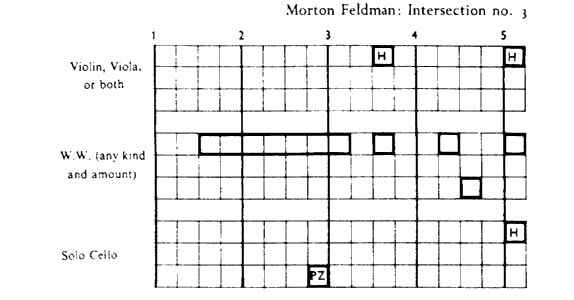 Morton Feldman: Intersection no. 3
1 2 3 4 5
Violin, Viola,
or both
H H
W.W. (any kind
and amount)
H
Solo Cello
PZ